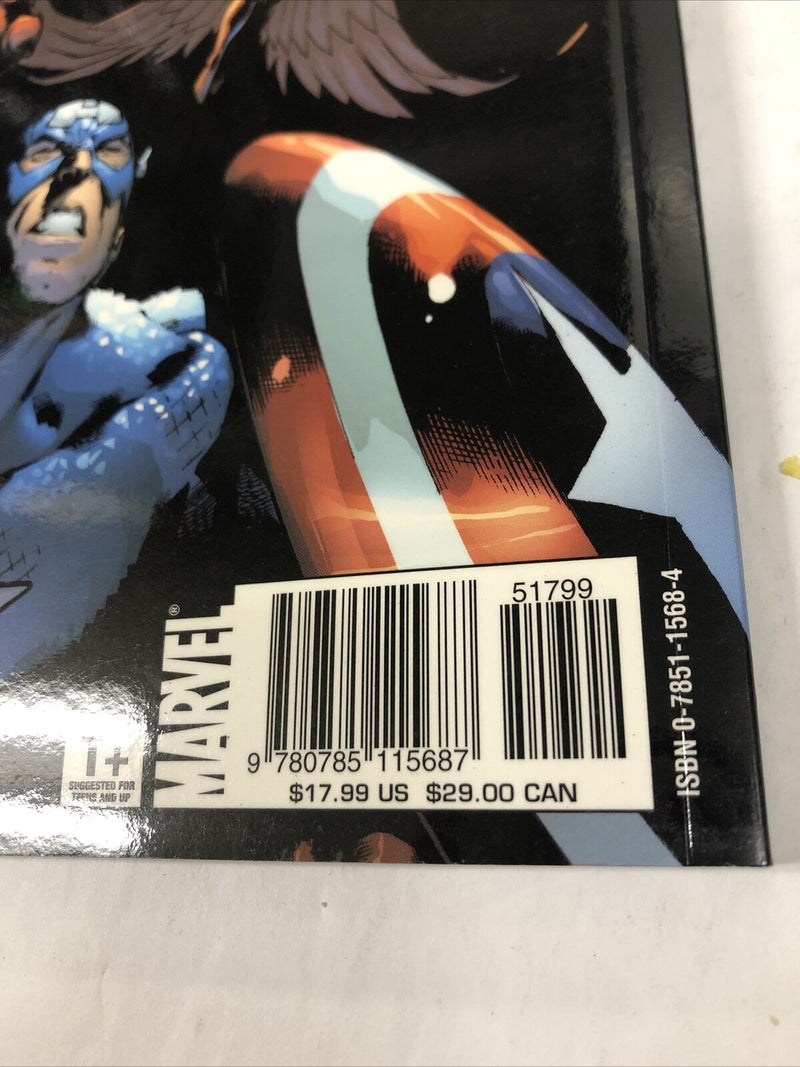 51799
9 780785 115687
$17.99 US $29.00 CAN
MARVEL®
T+
SUGGESTED FOR
TEENS AND UP
ISBN 0-7851-1568-4